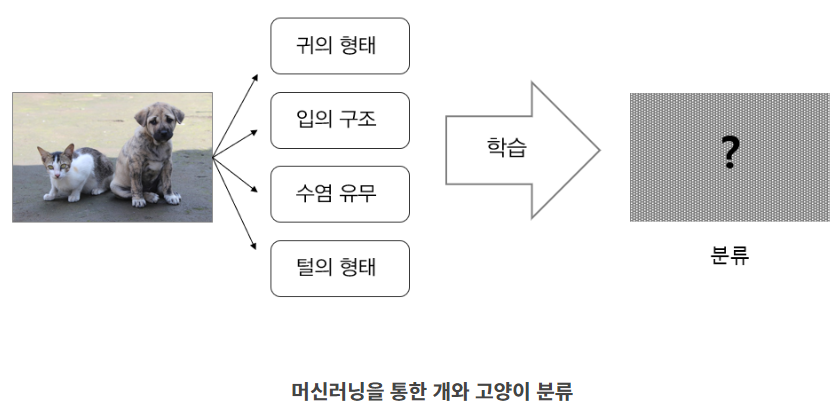 귀의 형태
입의 구조
수염 유무
털의 형태
학습
?
분류
머신러닝을 통한 개와 고양이 분류